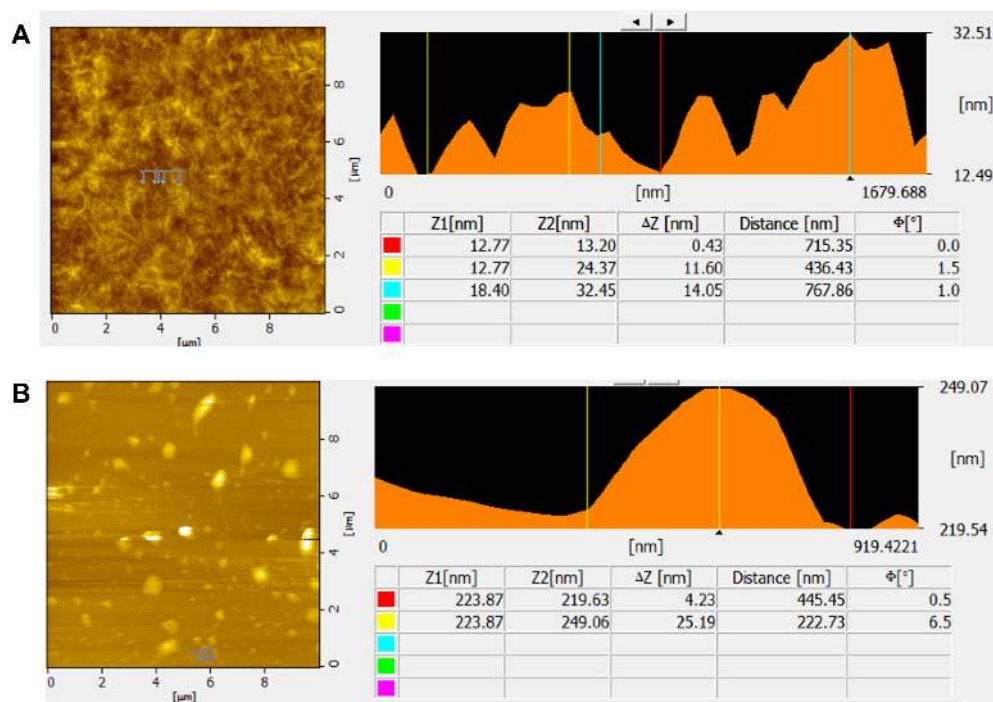 A
8
6
4
2
0
[µm]
0 2 4 6 8
[µm]
32.51
[nm]
12.49
0 [nm] 1679.688
Z1[nm] Z2[nm] ΔZ [nm] Distance [nm] Φ[°]
12.77 13.20 0.43 715.35 0.0
12.77 24.37 11.60 436.43 1.5
18.40 32.45 14.05 767.86 1.0
B
8
6
4
2
0
[µm]
0 2 4 6 8
[µm]
249.07
[nm]
219.54
0 [nm] 919.4221
Z1[nm] Z2[nm] ΔZ [nm] Distance [nm] Φ[°]
223.87 219.63 4.23 445.45 0.5
223.87 249.06 25.19 222.73 6.5